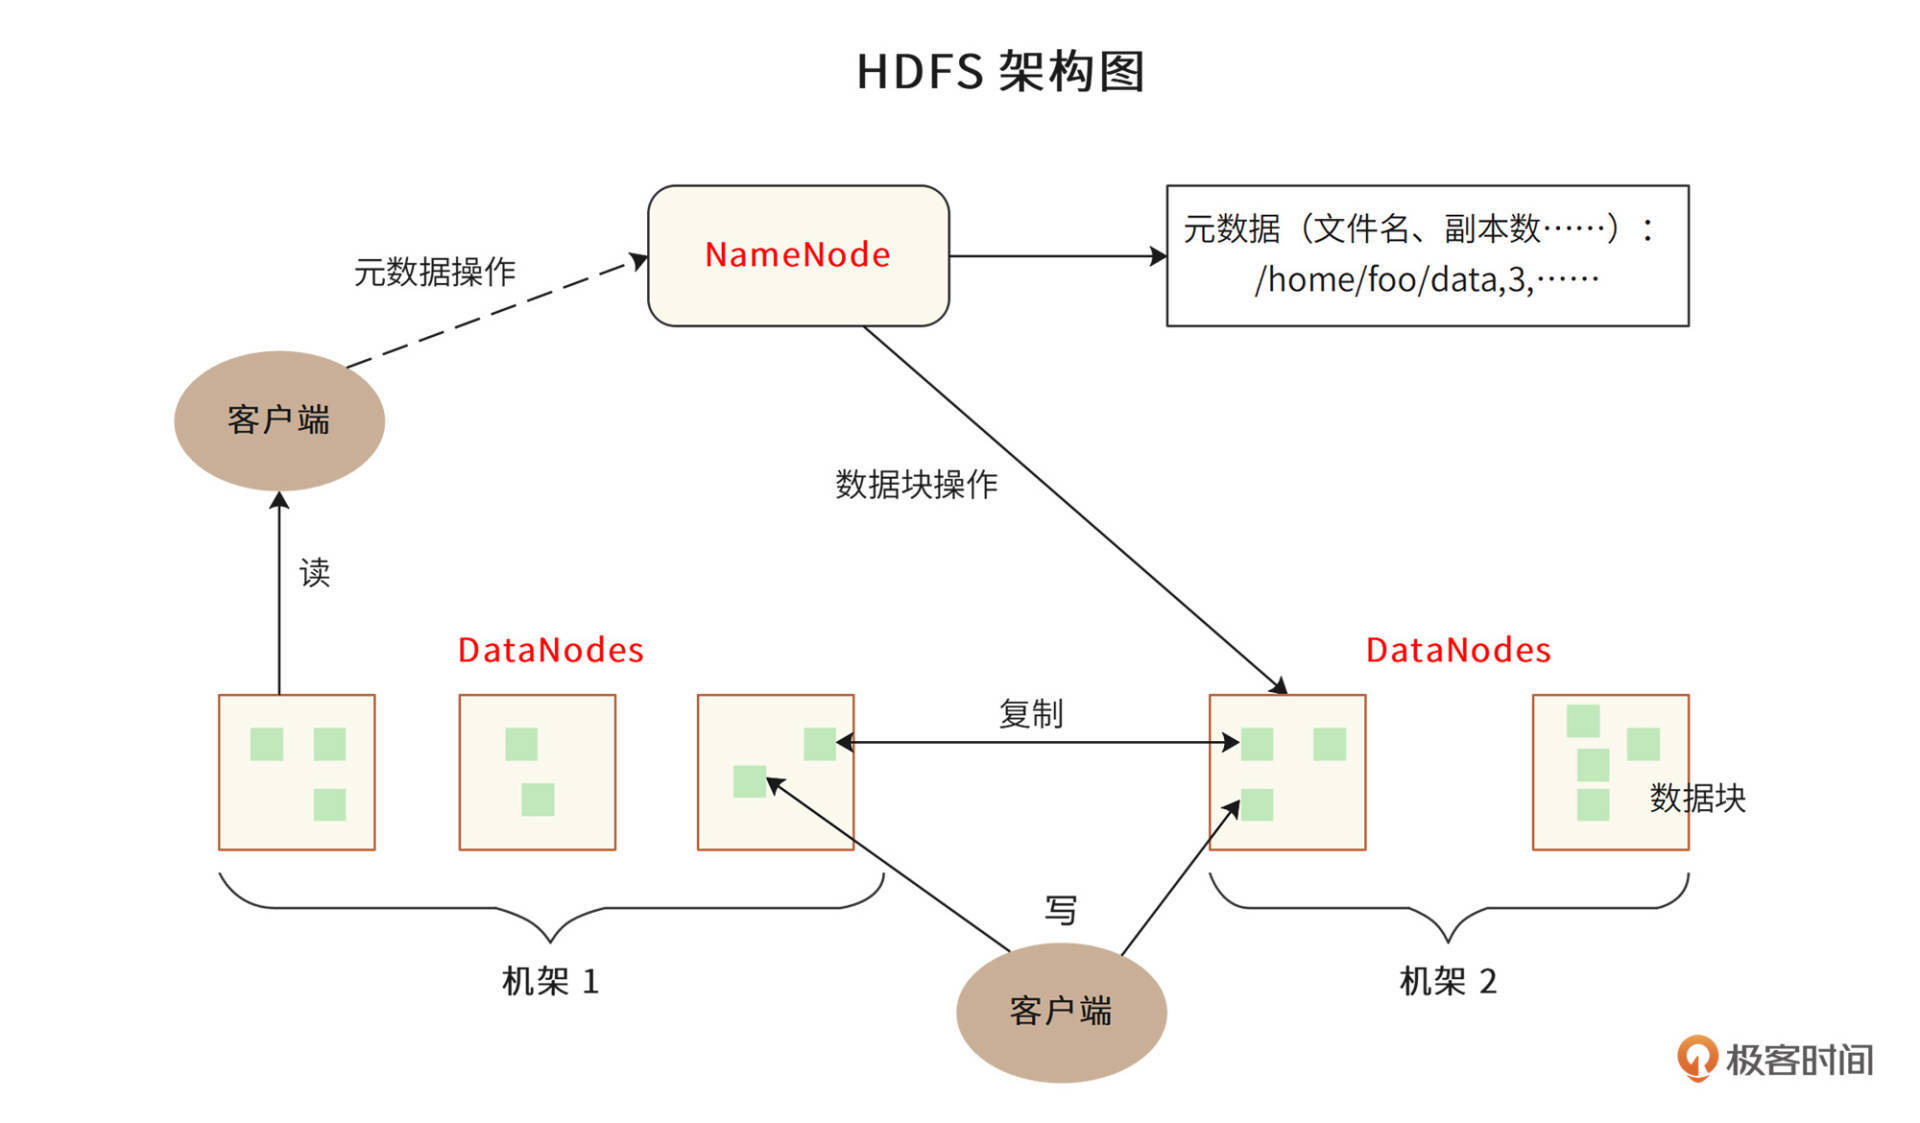 HDFS 架构图
NameNode
元数据（文件名、副本数……）：
/home/foo/data,3,……
元数据操作
客户端
数据块操作
读
DataNodes
DataNodes
复制
数据块
写
机架 1
机架 2
客户端
极客时间